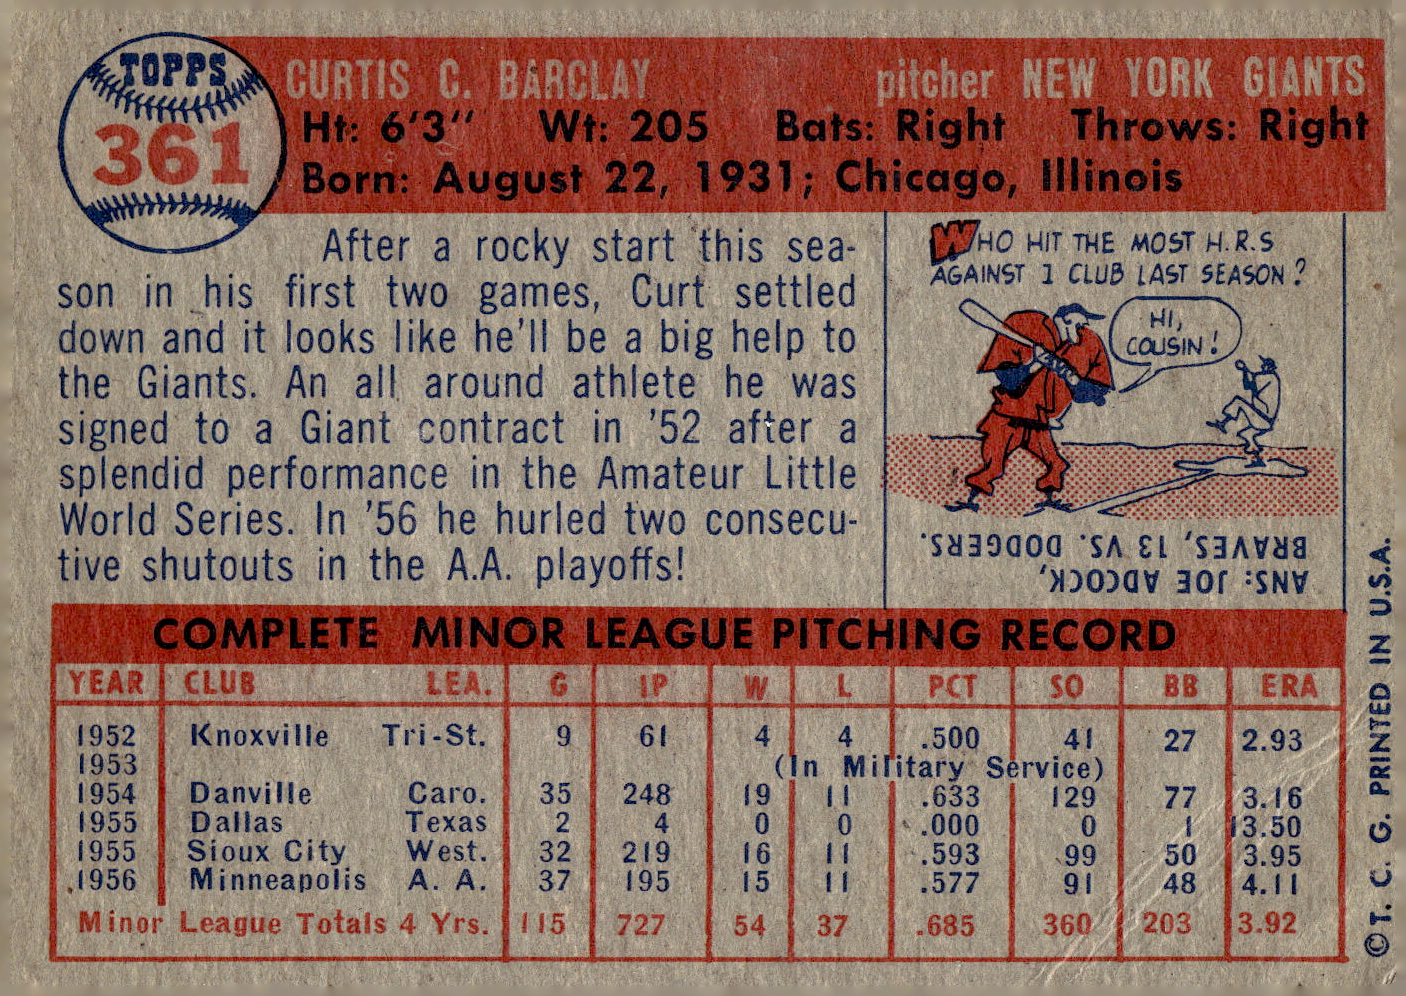 TOPPS
361
CURTIS C. BARCLAY pitcher NEW YORK GIANTS
Ht: 6'3" Wt: 205 Bats: Right Throws: Right
Born: August 22, 1931; Chicago, Illinois
After a rocky start this sea-
son in his first two games, Curt settled
down and it looks like he'll be a big help to
the Giants. An all around athlete he was
signed to a Giant contract in '52 after a
splendid performance in the Amateur Little
World Series. In '56 he hurled two consecu-
tive shutouts in the A.A. playoffs!
WHO HIT THE MOST H.R.S
AGAINST 1 CLUB LAST SEASON?
HI,
COUSIN!
ANS: JOE ADCOCK,
BRAVES, 13 VS. DODGERS.
COMPLETE MINOR LEAGUE PITCHING RECORD
YEAR CLUB LEA. G IP W L PCT SO BB ERA
1952 Knoxville Tri-St. 9 61 4 4 .500 41 27 2.93
1953 (In Military Service)
1954 Danville Caro. 35 248 19 11 .633 129 77 3.16
1955 Dallas Texas 2 4 0 0 .000 0 1 13.50
1955 Sioux City West. 32 219 16 11 .593 99 50 3.95
1956 Minneapolis A. A. 37 195 15 11 .577 91 48 4.11
Minor League Totals 4 Yrs. 115 727 54 37 .685 360 203 3.92
©T. C. G. PRINTED IN U.S.A.